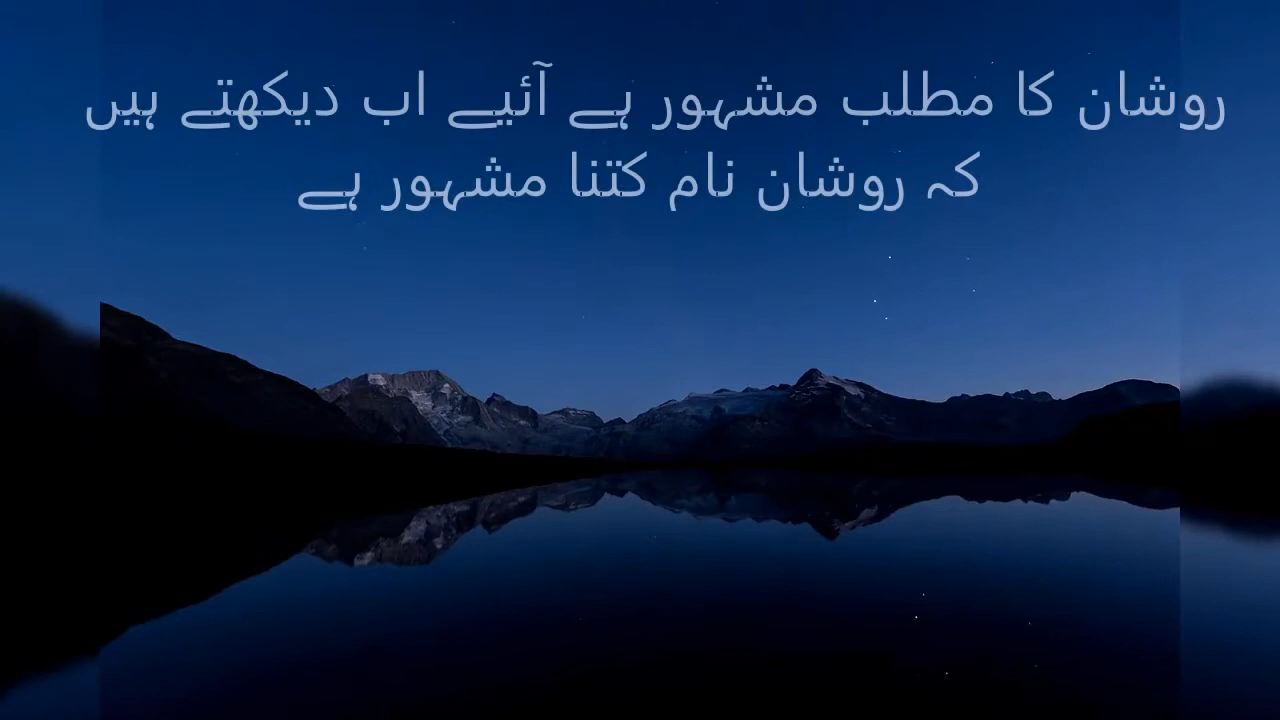 روشان کا مطلب مشہور ہے آئیے اب دیکھتے ہیں
کہ روشان نام کتنا مشہور ہے